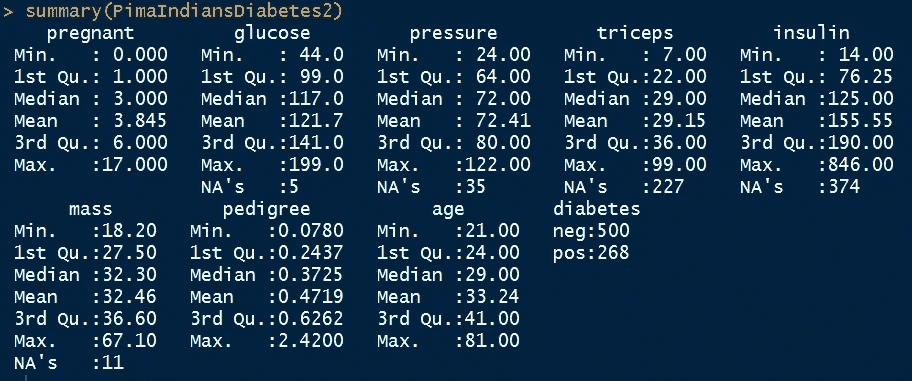 > summary(PimaIndiansDiabetes2)
    pregnant         glucose         pressure         triceps         insulin
 Min.   : 0.000   Min.   : 44.0   Min.   : 24.00   Min.   : 7.00   Min.   : 14.00
 1st Qu.: 1.000   1st Qu.: 99.0   1st Qu.: 64.00   1st Qu.:22.00   1st Qu.: 76.25
 Median : 3.000   Median :117.0   Median : 72.00   Median :29.00   Median :125.00
 Mean   : 3.845   Mean   :121.7   Mean   : 72.41   Mean   :29.15   Mean   :155.55
 3rd Qu.: 6.000   3rd Qu.:141.0   3rd Qu.: 80.00   3rd Qu.:36.00   3rd Qu.:190.00
 Max.   :17.000   Max.   :199.0   Max.   :122.00   Max.   :99.00   Max.   :846.00
                  NA's   :5       NA's   :35       NA's   :227     NA's   :374
      mass          pedigree           age        diabetes
 Min.   :18.20   Min.   :0.0780   Min.   :21.00   neg:500
 1st Qu.:27.50   1st Qu.:0.2437   1st Qu.:24.00   pos:268
 Median :32.30   Median :0.3725   Median :29.00
 Mean   :32.46   Mean   :0.4719   Mean   :33.24
 3rd Qu.:36.60   3rd Qu.:0.6262   3rd Qu.:41.00
 Max.   :67.10   Max.   :2.4200   Max.   :81.00
 NA's   :11